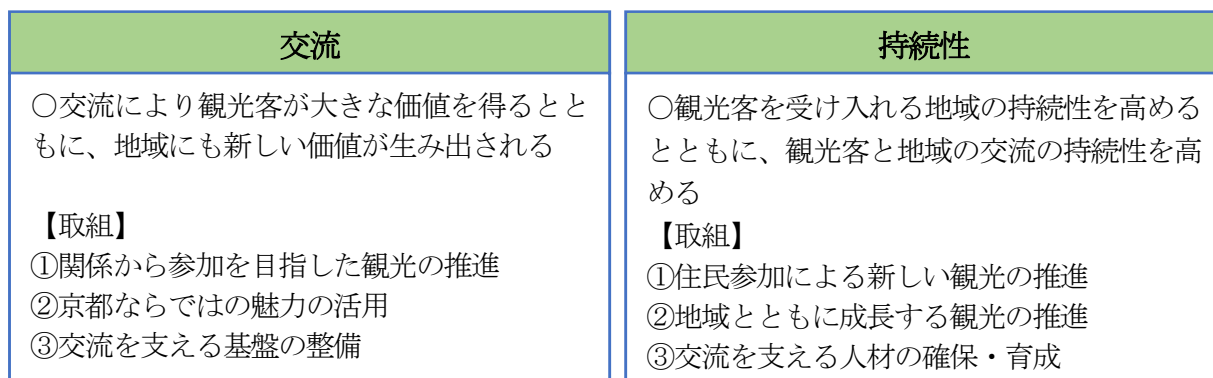 交流
〇交流により観光客が大きな価値を得るとと
もに、地域にも新しい価値が生み出される
【取組】
①関係から参加を目指した観光の推進
②京都ならではの魅力の活用
③交流を支える基盤の整備
持続性
〇観光客を受け入れる地域の持続性を高める
とともに、観光客と地域の交流の持続性を高
める
【取組】
①住民参加による新しい観光の推進
②地域とともに成長する観光の推進
③交流を支える人材の確保・育成